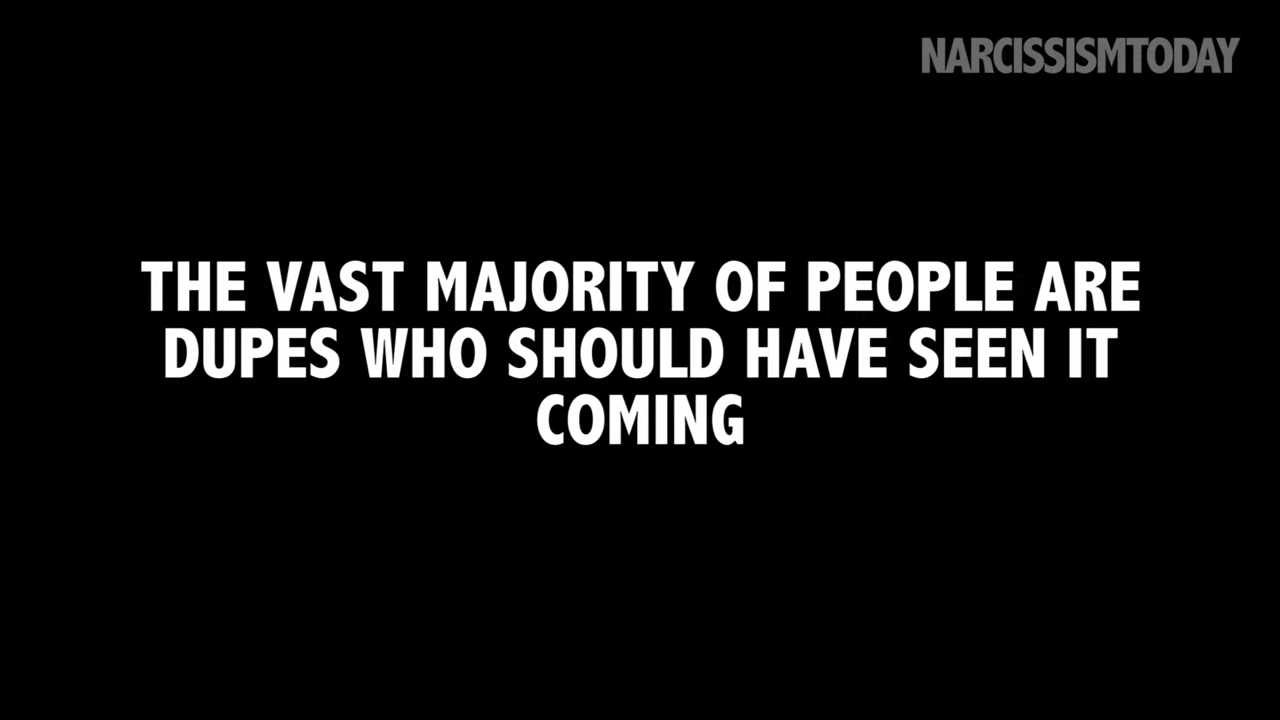 NARCISSISMTODAY
THE VAST MAJORITY OF PEOPLE ARE
DUPES WHO SHOULD HAVE SEEN IT
COMING